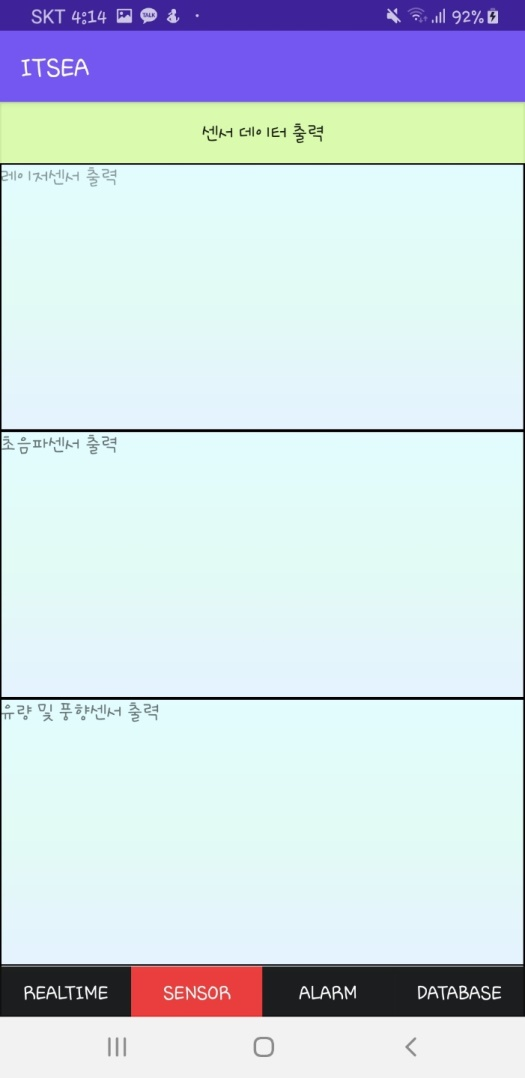 SKT 4:14 TALK 92%
ITSEA
센서 데이터 출력
레이저센서 출력
초음파센서 출력
유량 및 풍향센서 출력
REALTIME SENSOR ALARM DATABASE